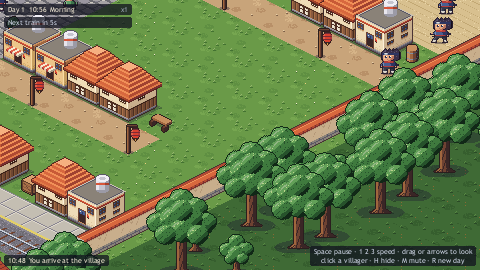 Day 1 10:56 Morning x1
Next train in 5s
10:48 You arrive at the village
Space pause · 1 2 3 speed · drag or arrows to look
click a villager · H hide · M mute · R new day